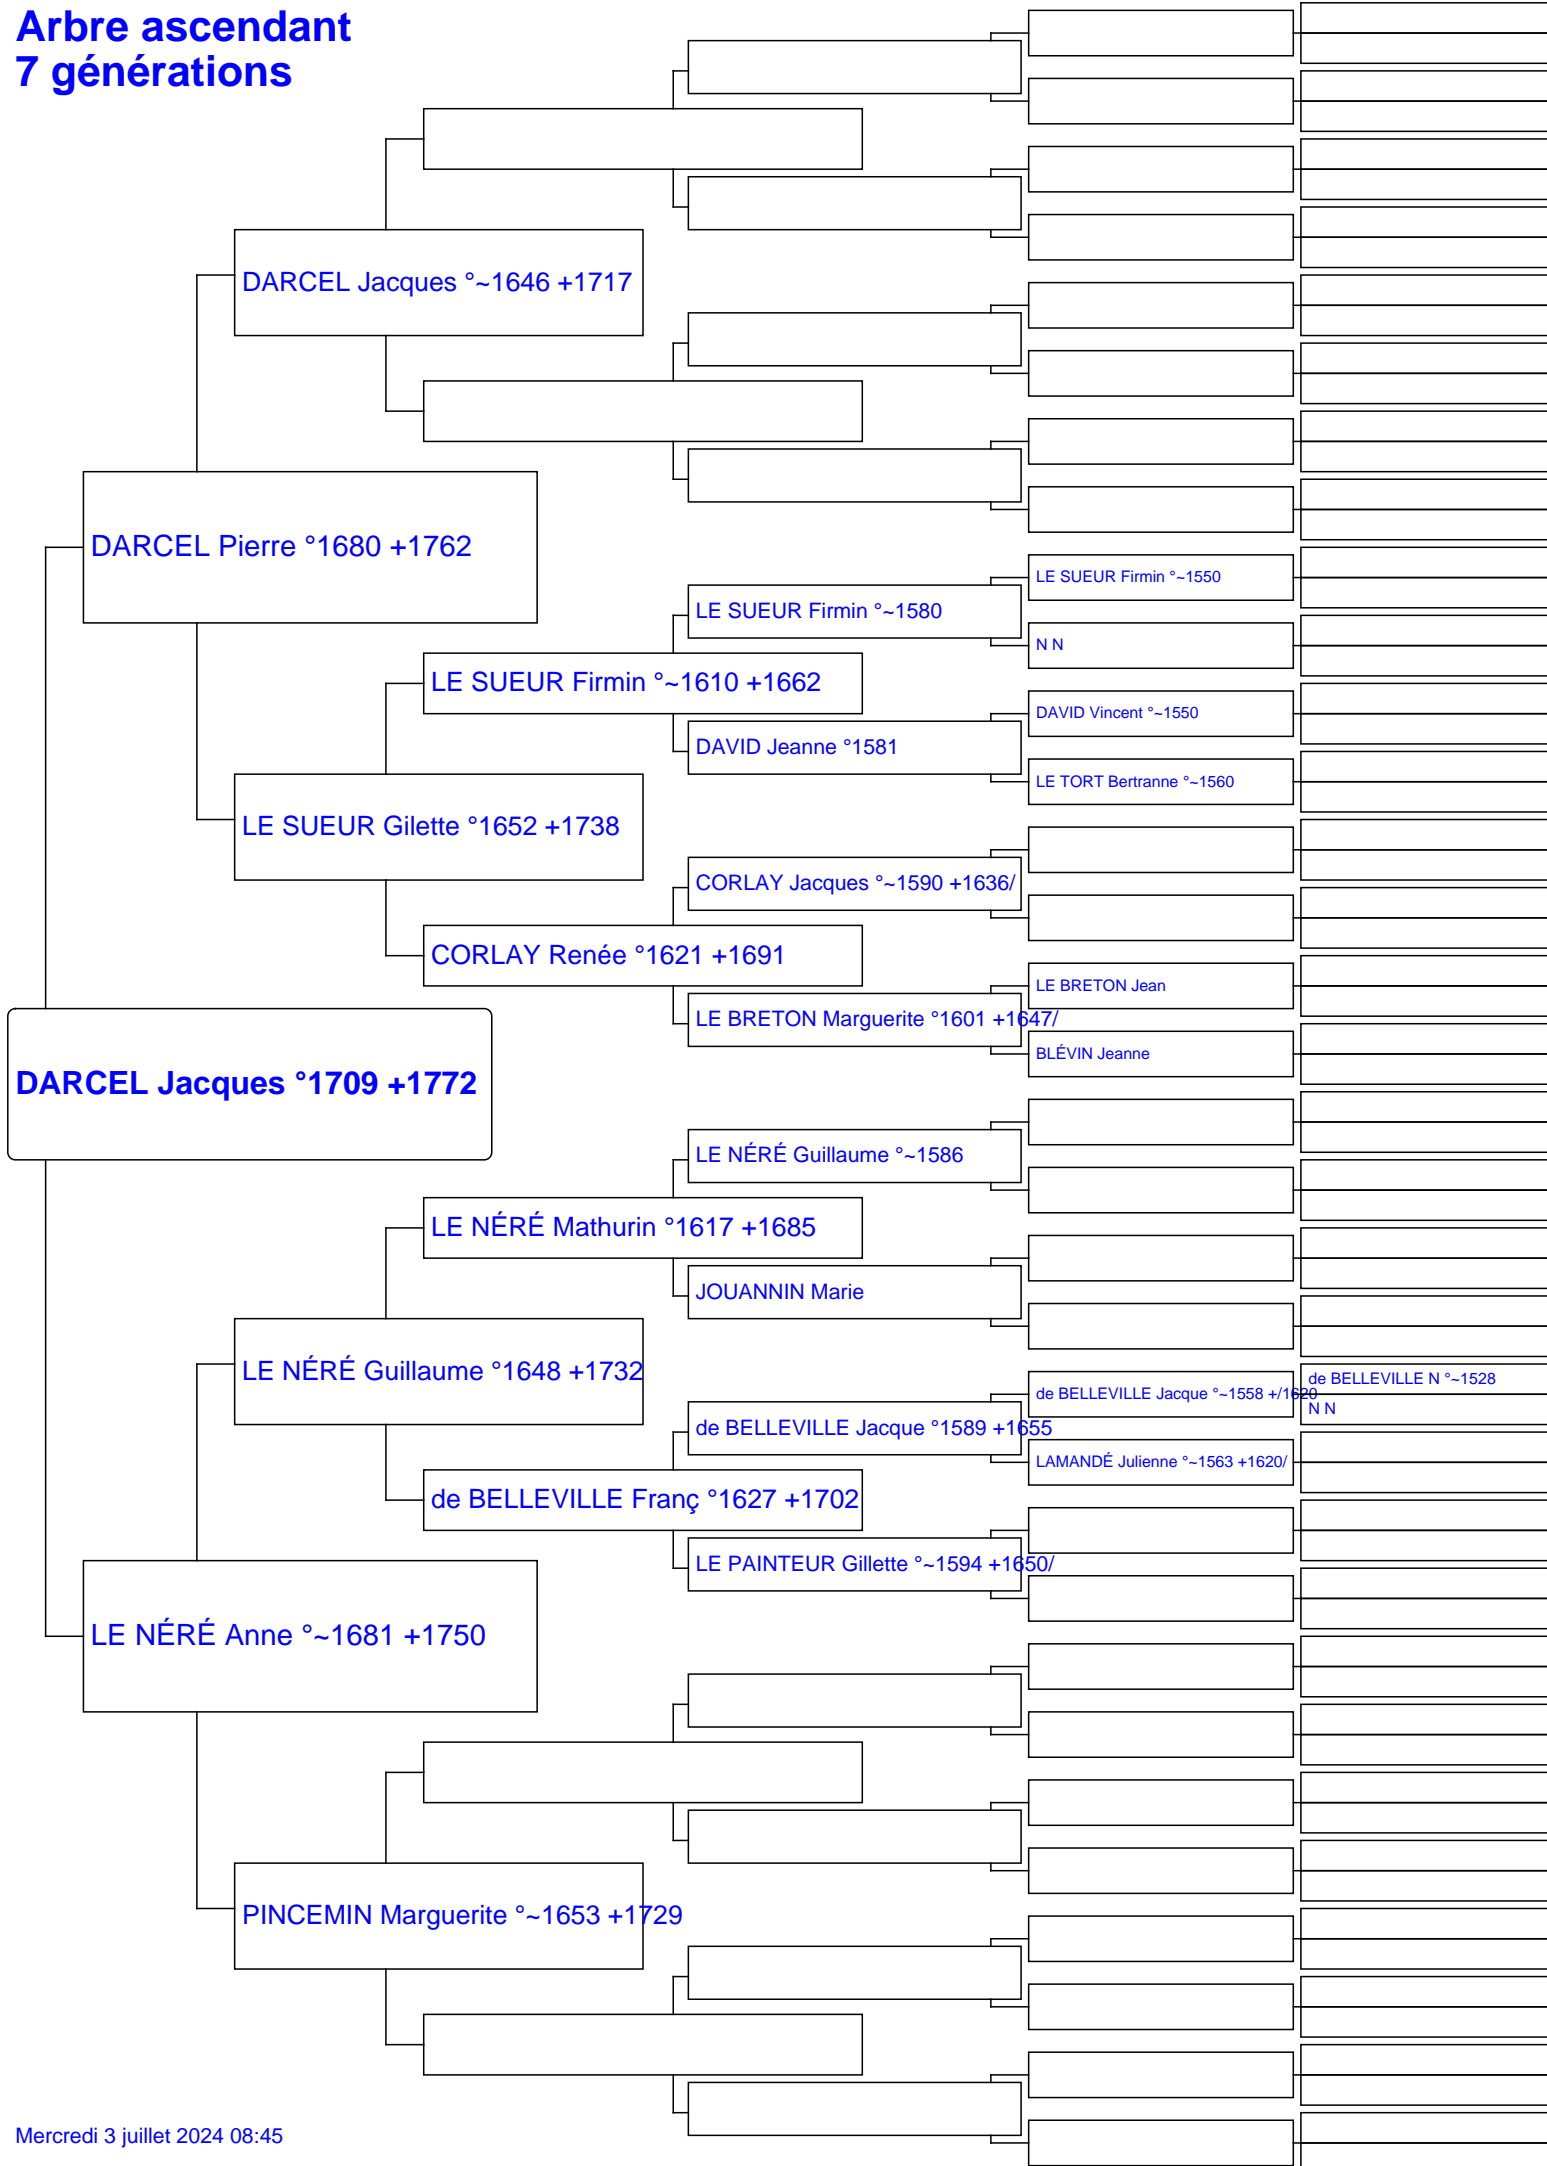 Arbre ascendant
7 générations
DARCEL Jacques °~1646 +1717
DARCEL Pierre °1680 +1762
LE SUEUR Firmin °~1550
LE SUEUR Firmin °~1580
N N
LE SUEUR Firmin °~1610 +1662
DAVID Vincent °~1550
DAVID Jeanne °1581
LE TORT Bertranne °~1560
LE SUEUR Gilette °1652 +1738
CORLAY Jacques °~1590 +1636/
CORLAY Renée °1621 +1691
LE BRETON Jean
LE BRETON Marguerite °1601 +1647/
BLÉVIN Jeanne
DARCEL Jacques °1709 +1772
LE NÉRÉ Guillaume °~1586
LE NÉRÉ Mathurin °1617 +1685
JOUANNIN Marie
LE NÉRÉ Guillaume °1648 +1732
de BELLEVILLE N °~1528
de BELLEVILLE Jacque °~1558 +/1620
N N
de BELLEVILLE Jacque °1589 +1655
LAMANDÉ Julienne °~1563 +1620/
de BELLEVILLE Franç °1627 +1702
LE PAINTEUR Gillette °~1594 +1650/
LE NÉRÉ Anne °~1681 +1750
PINCEMIN Marguerite °~1653 +1729
Mercredi 3 juillet 2024 08:45